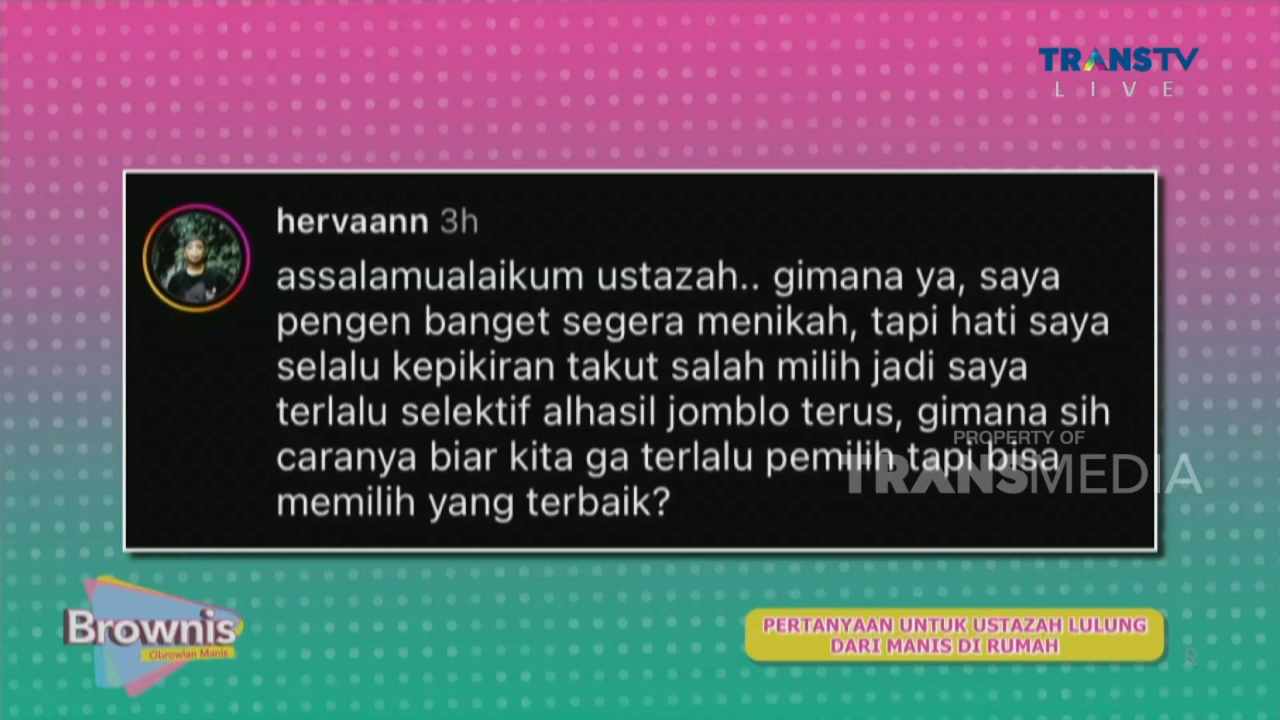 TRANSTV
LIVE
hervaann 3h
assalamualaikum ustazah.. gimana ya, saya
pengen banget segera menikah, tapi hati saya
selalu kepikiran takut salah milih jadi saya
terlalu selektif alhasil jomblo terus, gimana sih
caranya biar kita ga terlalu pemilih tapi bisa
memilih yang terbaik?
PROPERTY OF
TRANSMEDIA
Brownis
Obrowlan Manis
PERTANYAAN UNTUK USTAZAH LULUNG
DARI MANIS DI RUMAH
R